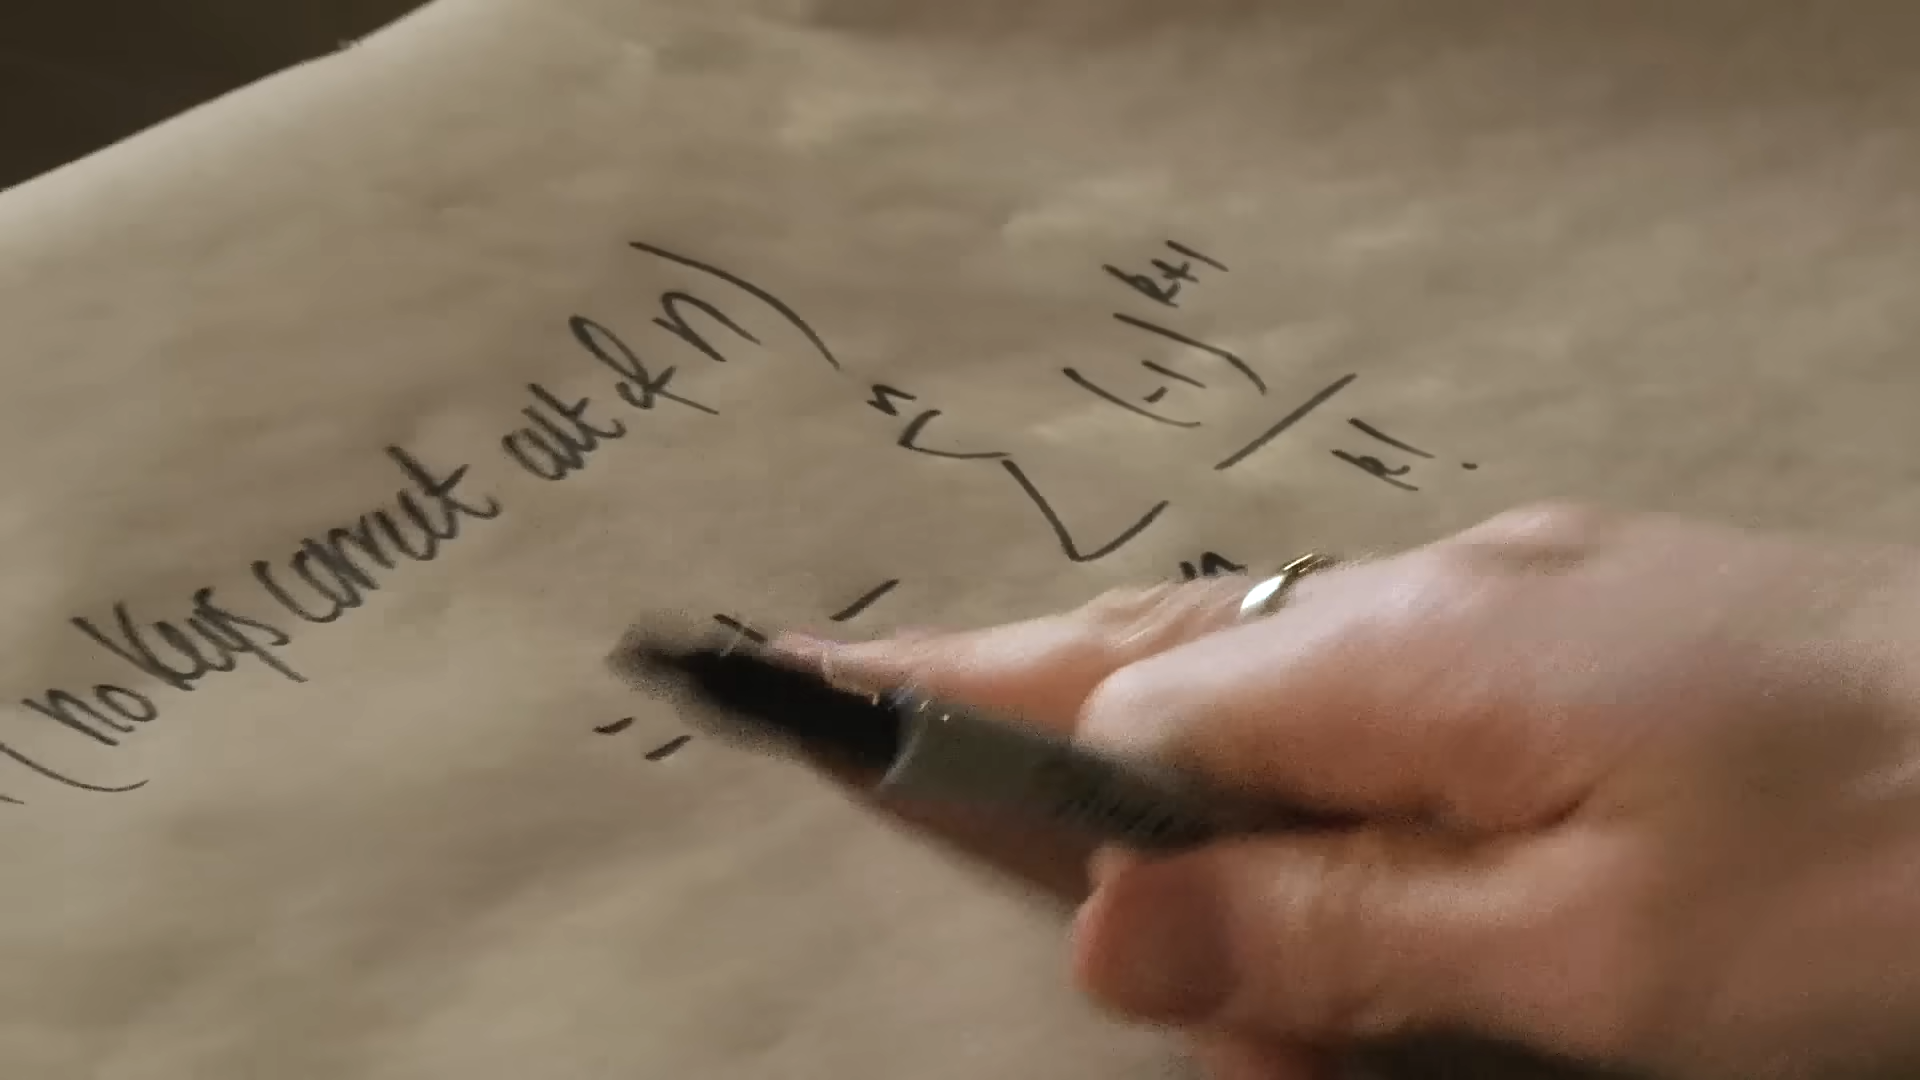 (no keys correct out of n)
= 1 - n∑ (-1)^{k+1} / k!